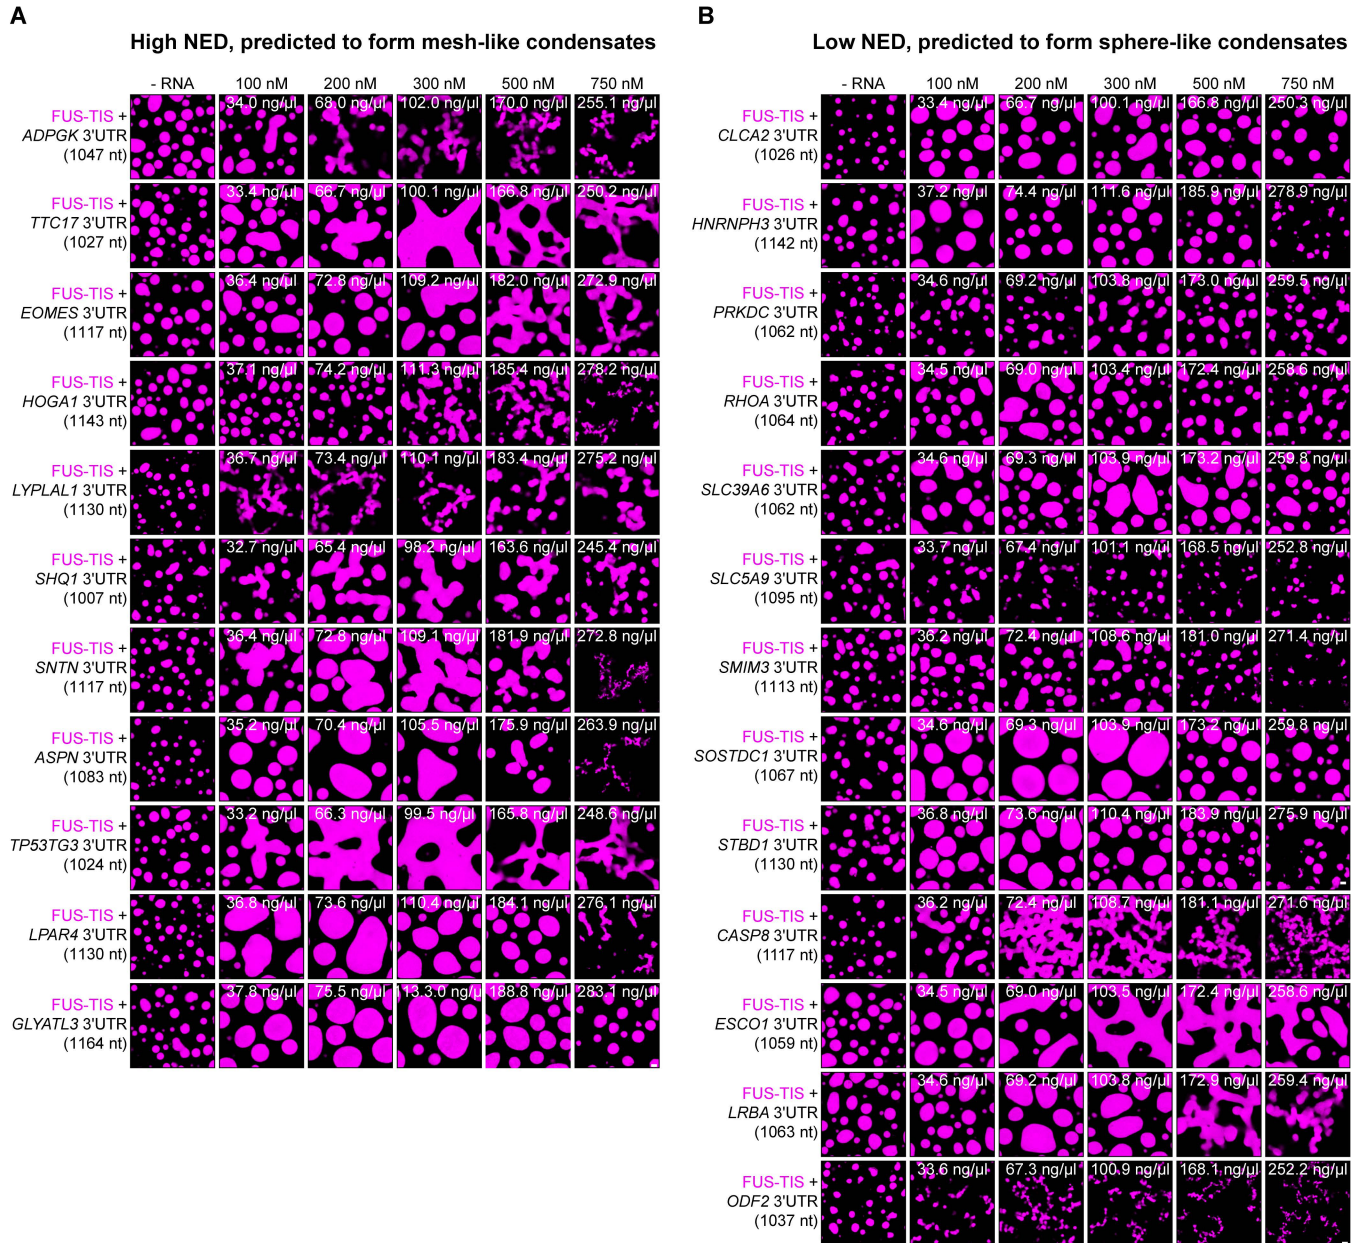 A
High NED, predicted to form mesh-like condensates
- RNA 100 nM 200 nM 300 nM 500 nM 750 nM
FUS-TIS +
ADPGK 3'UTR
(1047 nt)
34.0 ng/µl 68.0 ng/µl 102.0 ng/µl 170.0 ng/µl 255.1 ng/µl
FUS-TIS +
TTC17 3'UTR
(1027 nt)
33.4 ng/µl 66.7 ng/µl 100.1 ng/µl 166.8 ng/µl 250.2 ng/µl
FUS-TIS +
EOMES 3'UTR
(1117 nt)
36.4 ng/µl 72.8 ng/µl 109.2 ng/µl 182.0 ng/µl 272.9 ng/µl
FUS-TIS +
HOGA1 3'UTR
(1143 nt)
37.1 ng/µl 74.2 ng/µl 111.3 ng/µl 185.4 ng/µl 278.2 ng/µl
FUS-TIS +
LYPLAL1 3'UTR
(1130 nt)
36.7 ng/µl 73.4 ng/µl 110.1 ng/µl 183.4 ng/µl 275.2 ng/µl
FUS-TIS +
SHQ1 3'UTR
(1007 nt)
32.7 ng/µl 65.4 ng/µl 98.2 ng/µl 163.6 ng/µl 245.4 ng/µl
FUS-TIS +
SNTN 3'UTR
(1117 nt)
36.4 ng/µl 72.8 ng/µl 109.1 ng/µl 181.9 ng/µl 272.8 ng/µl
FUS-TIS +
ASPN 3'UTR
(1083 nt)
35.2 ng/µl 70.4 ng/µl 105.5 ng/µl 175.9 ng/µl 263.9 ng/µl
FUS-TIS +
TP53TG3 3'UTR
(1024 nt)
33.2 ng/µl 66.3 ng/µl 99.5 ng/µl 165.8 ng/µl 248.6 ng/µl
FUS-TIS +
LPAR4 3'UTR
(1130 nt)
36.8 ng/µl 73.6 ng/µl 110.4 ng/µl 184.1 ng/µl 276.1 ng/µl
FUS-TIS +
GLYATL3 3'UTR
(1164 nt)
37.8 ng/µl 75.5 ng/µl 113.3.0 ng/µl 188.8 ng/µl 283.1 ng/µl
B
Low NED, predicted to form sphere-like condensates
- RNA 100 nM 200 nM 300 nM 500 nM 750 nM
FUS-TIS +
CLCA2 3'UTR
(1026 nt)
33.4 ng/µl 66.7 ng/µl 100.1 ng/µl 166.8 ng/µl 250.3 ng/µl
FUS-TIS +
HNRNPH3 3'UTR
(1142 nt)
37.2 ng/µl 74.4 ng/µl 111.6 ng/µl 185.9 ng/µl 278.9 ng/µl
FUS-TIS +
PRKDC 3'UTR
(1062 nt)
34.6 ng/µl 69.2 ng/µl 103.8 ng/µl 173.0 ng/µl 259.5 ng/µl
FUS-TIS +
RHOA 3'UTR
(1064 nt)
34.5 ng/µl 69.0 ng/µl 103.4 ng/µl 172.4 ng/µl 258.6 ng/µl
FUS-TIS +
SLC39A6 3'UTR
(1062 nt)
34.6 ng/µl 69.3 ng/µl 103.9 ng/µl 173.2 ng/µl 259.8 ng/µl
FUS-TIS +
SLC5A9 3'UTR
(1095 nt)
33.7 ng/µl 67.4 ng/µl 101.1 ng/µl 168.5 ng/µl 252.8 ng/µl
FUS-TIS +
SMIM3 3'UTR
(1113 nt)
36.2 ng/µl 72.4 ng/µl 108.6 ng/µl 181.0 ng/µl 271.4 ng/µl
FUS-TIS +
SOSTDC1 3'UTR
(1067 nt)
34.6 ng/µl 69.3 ng/µl 103.9 ng/µl 173.2 ng/µl 259.8 ng/µl
FUS-TIS +
STBD1 3'UTR
(1130 nt)
36.8 ng/µl 73.6 ng/µl 110.4 ng/µl 183.9 ng/µl 275.9 ng/µl
FUS-TIS +
CASP8 3'UTR
(1117 nt)
36.2 ng/µl 72.4 ng/µl 108.7 ng/µl 181.1 ng/µl 271.6 ng/µl
FUS-TIS +
ESCO1 3'UTR
(1059 nt)
34.5 ng/µl 69.0 ng/µl 103.5 ng/µl 172.4 ng/µl 258.6 ng/µl
FUS-TIS +
LRBA 3'UTR
(1063 nt)
34.6 ng/µl 69.2 ng/µl 103.8 ng/µl 172.9 ng/µl 259.4 ng/µl
FUS-TIS +
ODF2 3'UTR
(1037 nt)
33.6 ng/µl 67.3 ng/µl 100.9 ng/µl 168.1 ng/µl 252.2 ng/µl